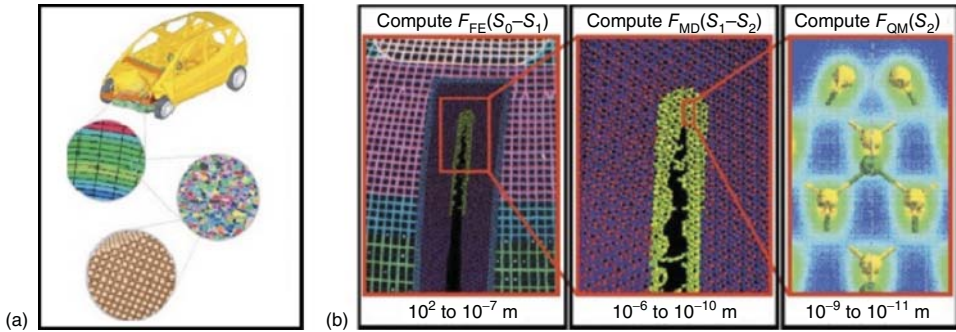 Compute F_FE(S_0–S_1)
Compute F_MD(S_1–S_2)
Compute F_QM(S_2)
(a)
(b)
10^2 to 10^−7 m
10^−6 to 10^−10 m
10^−9 to 10^−11 m